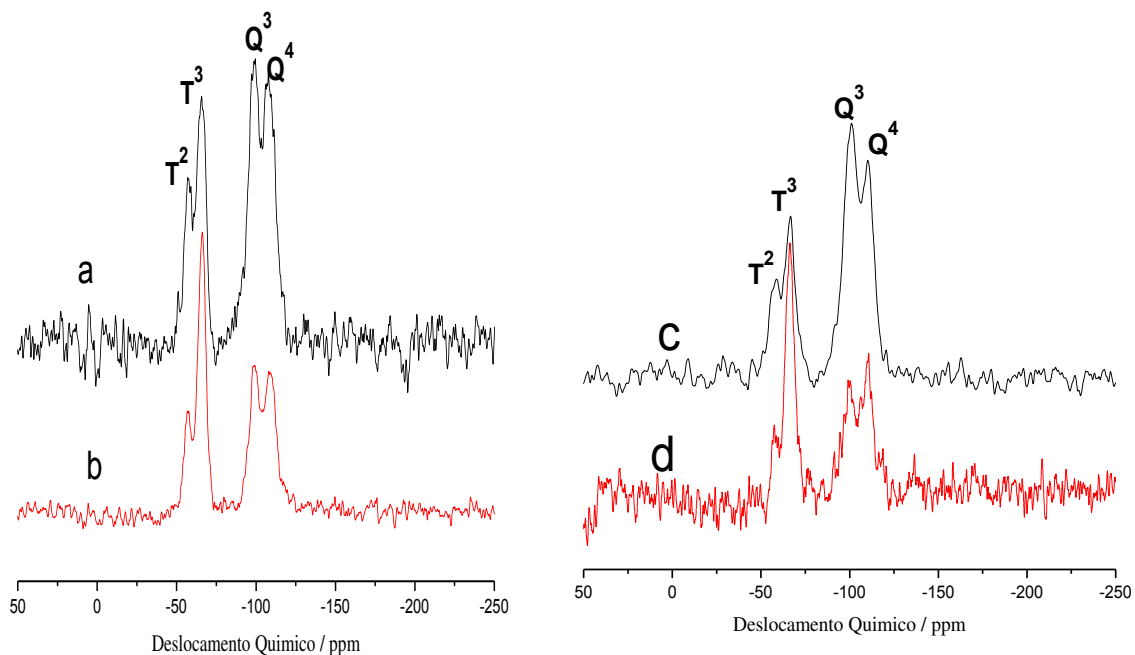 Q³
Q⁴
T³
T²
a
b
50 0 -50 -100 -150 -200 -250
Deslocamento Quimico / ppm
Q³
Q⁴
T³
T²
c
d
50 0 -50 -100 -150 -200 -250
Deslocamento Quimico / ppm